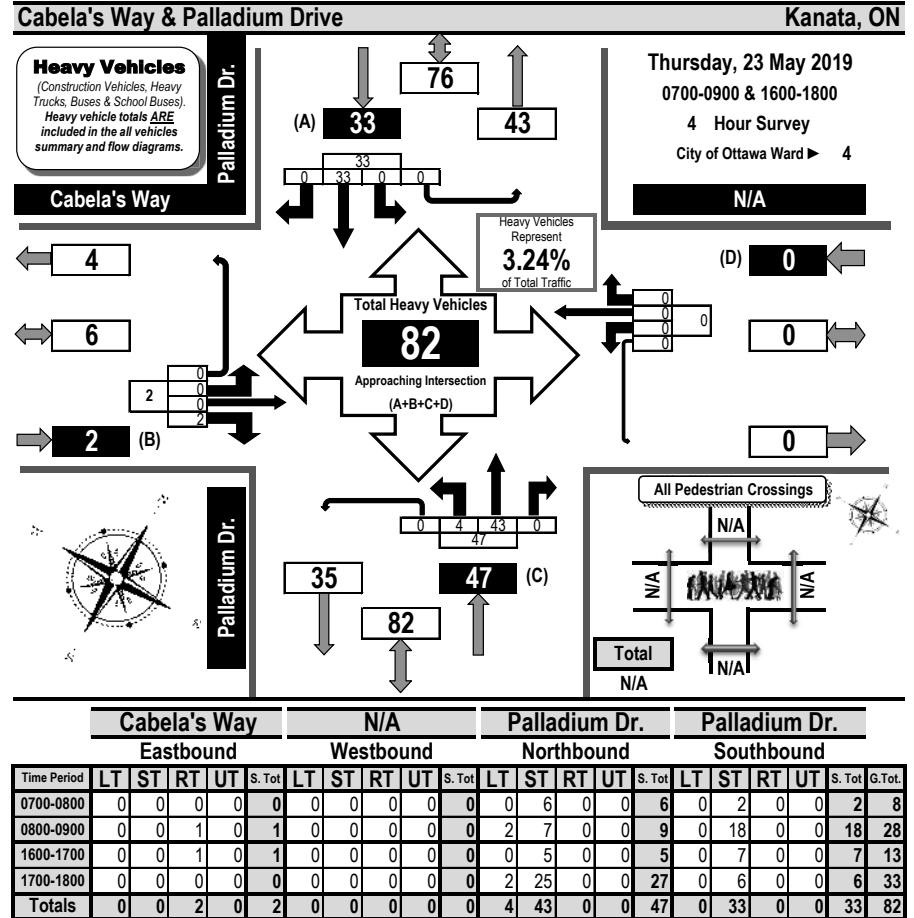 Cabela's Way & Palladium Drive Kanata, ON
Heavy Vehicles
(Construction Vehicles, Heavy
Trucks, Buses & School Buses).
Heavy vehicle totals ARE
included in the all vehicles
summary and flow diagrams.
Palladium Dr.
Cabela's Way
76
(A) 33 43
33
0 33 0 0
Thursday, 23 May 2019
0700-0900 & 1600-1800
4 Hour Survey
City of Ottawa Ward ► 4
N/A
Heavy Vehicles
Represent
3.24%
of Total Traffic
4
6
2 (B)
0
0
0
2
2
Total Heavy Vehicles
82
Approaching Intersection
(A+B+C+D)
(D) 0
0
0
0
0
0
0
0
Palladium Dr.
0 4 43 0
47
35 47 (C)
82
All Pedestrian Crossings
N/A
N/A N/A
N/A
Total
N/A
Cabela's Way N/A Palladium Dr. Palladium Dr.
Eastbound Westbound Northbound Southbound
Time Period LT ST RT UT S. Tot LT ST RT UT S. Tot LT ST RT UT S. Tot LT ST RT UT S. Tot G.Tot.
0700-0800 0 0 0 0 0 0 0 0 0 0 0 6 0 0 6 0 2 0 0 2 8
0800-0900 0 0 1 0 1 0 0 0 0 0 2 7 0 0 9 0 18 0 0 18 28
1600-1700 0 0 1 0 1 0 0 0 0 0 0 5 0 0 5 0 7 0 0 7 13
1700-1800 0 0 0 0 0 0 0 0 0 0 2 25 0 0 27 0 6 0 0 6 33
Totals 0 0 2 0 2 0 0 0 0 0 4 43 0 0 47 0 33 0 0 33 82